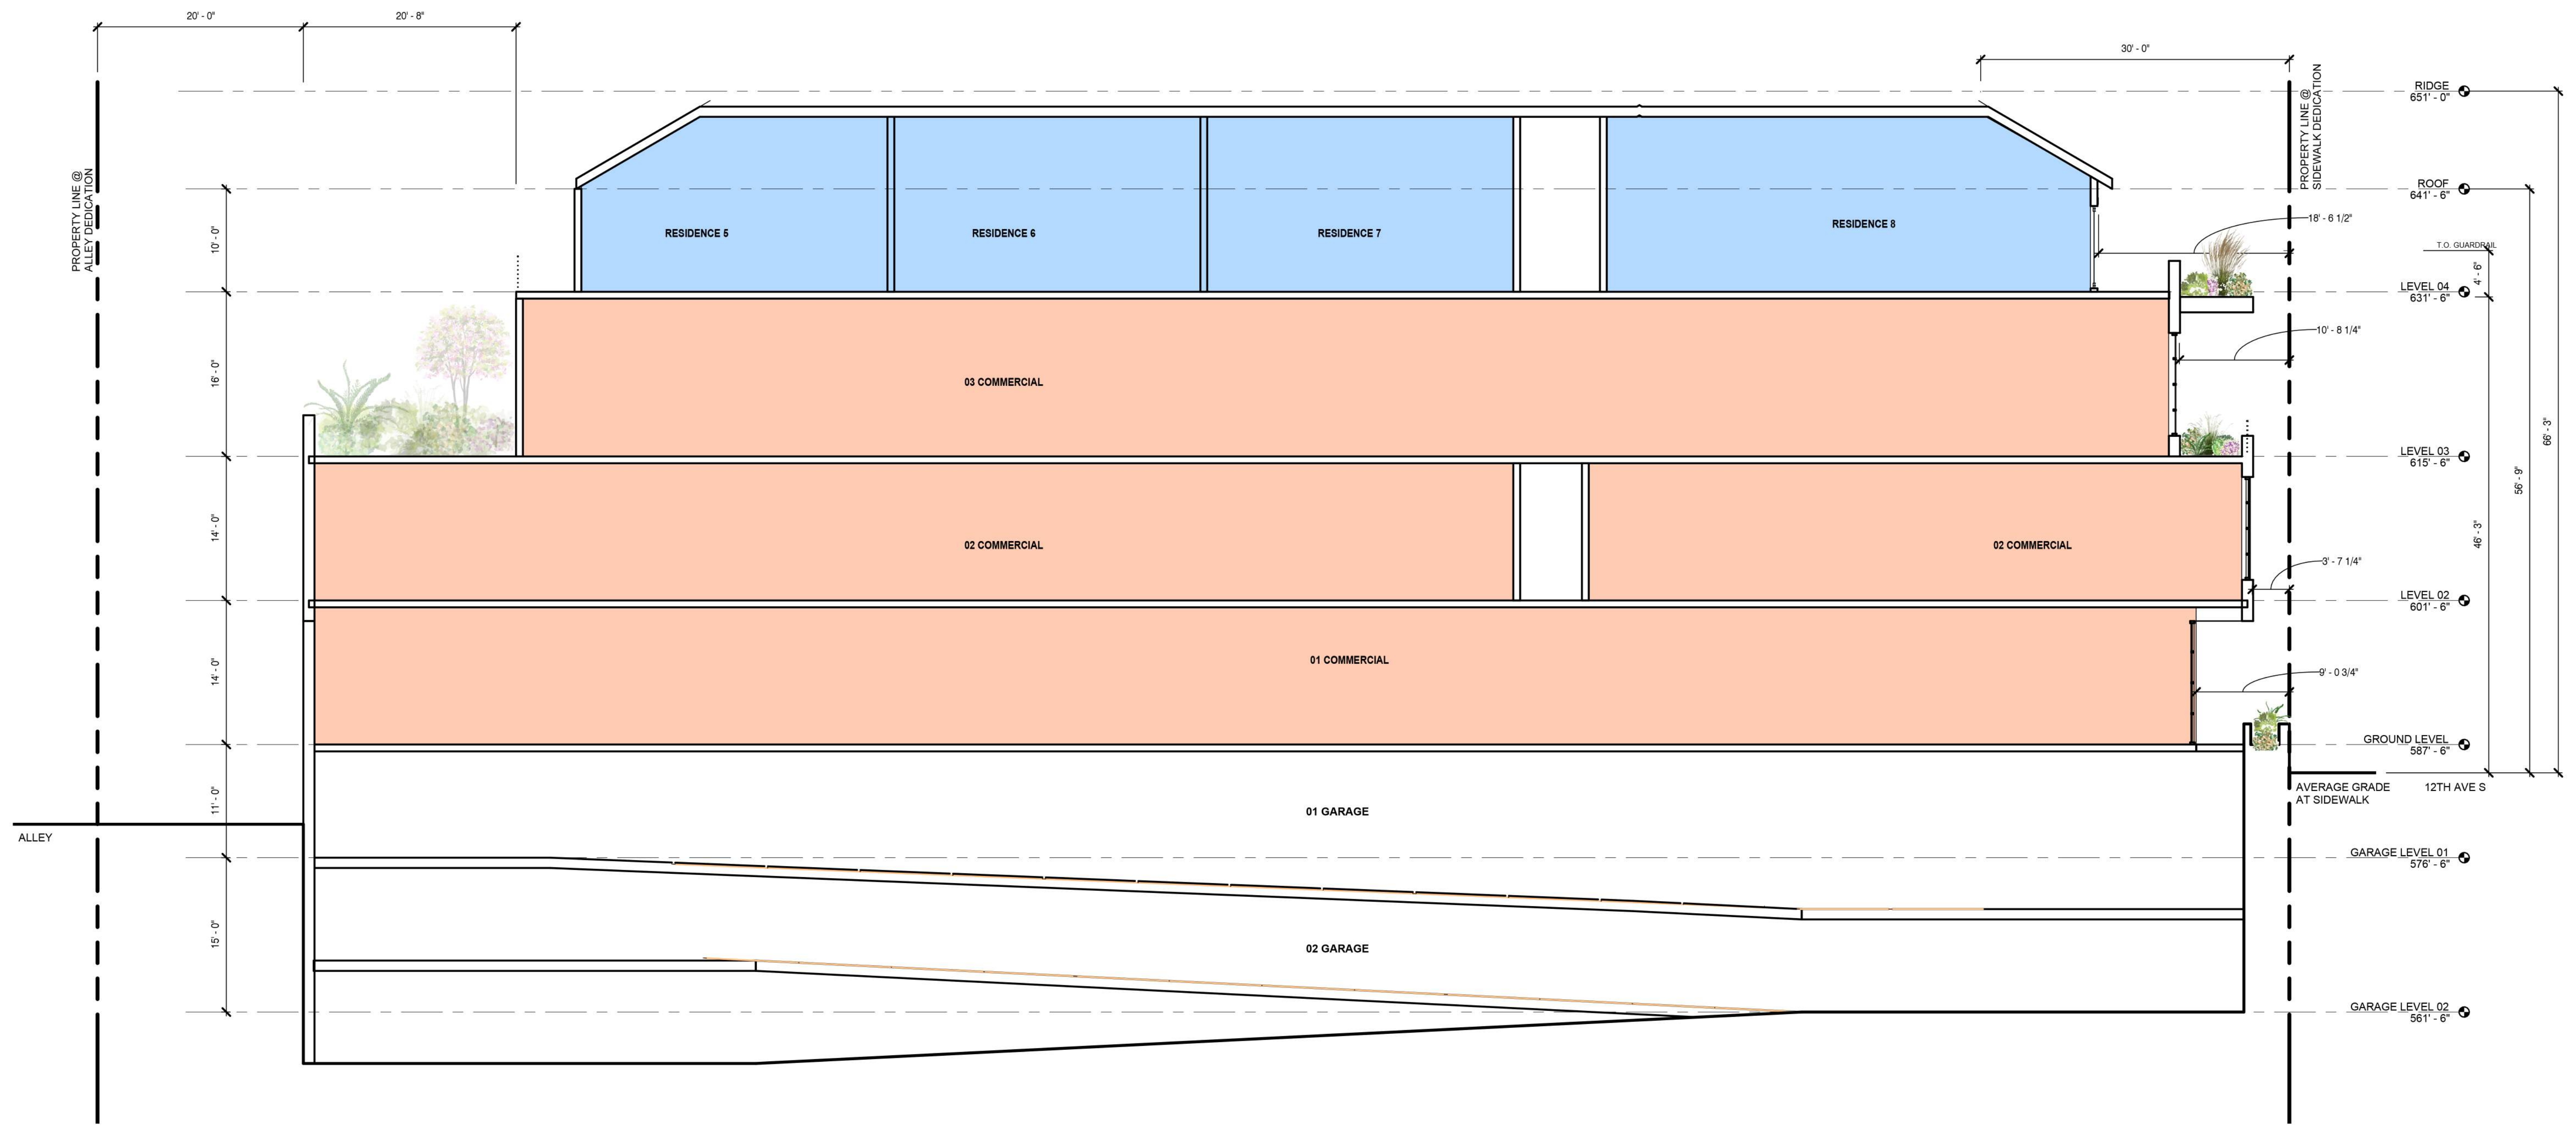 20' - 0"
20' - 8"
30' - 0"
PROPERTY LINE @
ALLEY DEDICATION
PROPERTY LINE @
SIDEWALK DEDICATION
RIDGE
651' - 0"
ROOF
641' - 6"
18' - 6 1/2"
T.O. GUARDRAIL
4' - 6"
LEVEL 04
631' - 6"
10' - 8 1/4"
LEVEL 03
615' - 6"
46' - 3"
56' - 9"
66' - 3"
3' - 7 1/4"
LEVEL 02
601' - 6"
9' - 0 3/4"
GROUND LEVEL
587' - 6"
AVERAGE GRADE
AT SIDEWALK
12TH AVE S
GARAGE LEVEL 01
576' - 6"
GARAGE LEVEL 02
561' - 6"
10' - 0"
16' - 0"
14' - 0"
14' - 0"
11' - 0"
15' - 0"
ALLEY
RESIDENCE 5
RESIDENCE 6
RESIDENCE 7
RESIDENCE 8
03 COMMERCIAL
02 COMMERCIAL
02 COMMERCIAL
01 COMMERCIAL
01 GARAGE
02 GARAGE